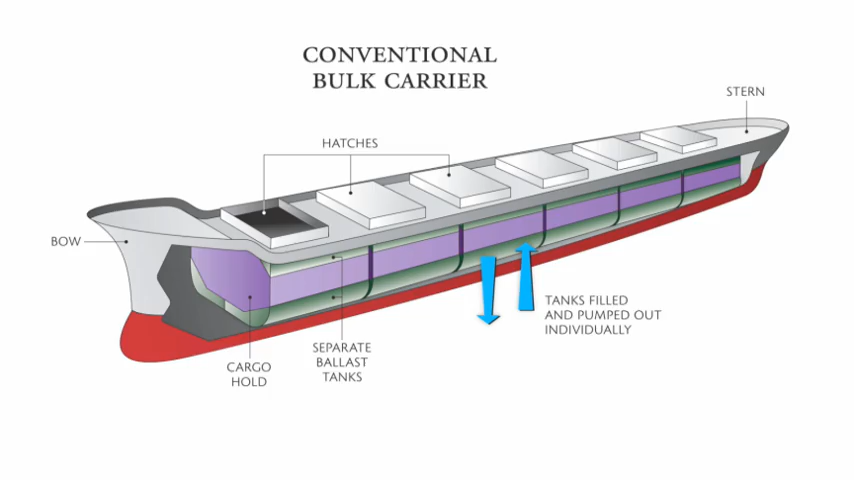 CONVENTIONAL
BULK CARRIER
STERN
HATCHES
BOW
TANKS FILLED
AND PUMPED OUT
INDIVIDUALLY
SEPARATE
BALLAST
TANKS
CARGO
HOLD